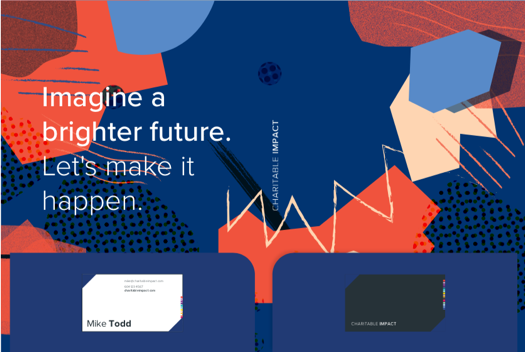 Imagine a
brighter future.
Let's make it
happen.
CHARITABLE IMPACT
Mike Todd
CHARITABLE IMPACT